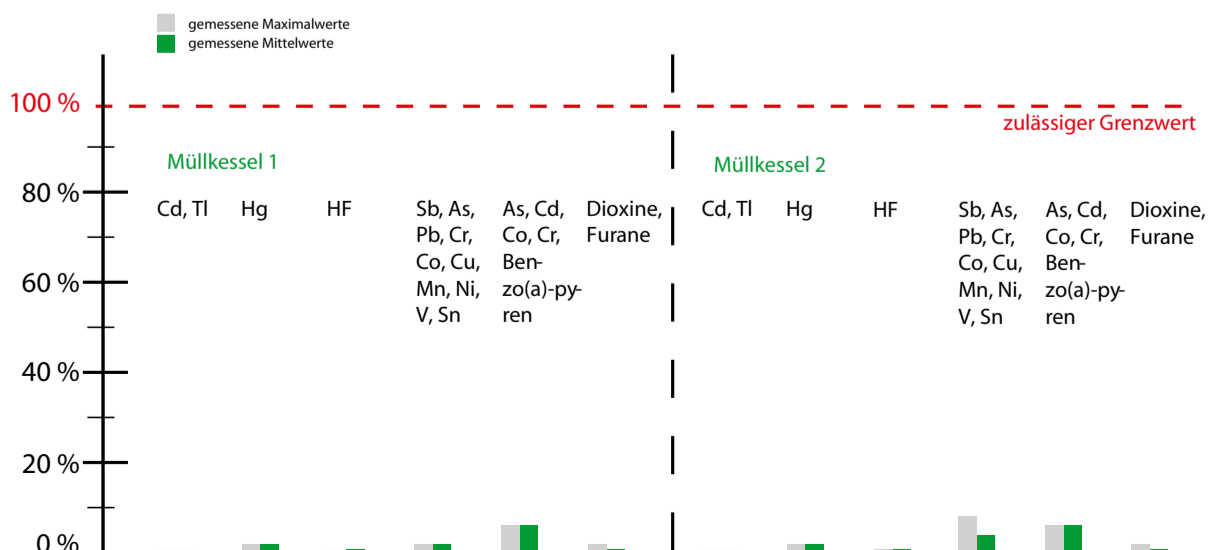 gemessene Maximalwerte
gemessene Mittelwerte
100 %
zulässiger Grenzwert
Müllkessel 1
Müllkessel 2
80 %
Cd, Tl
Hg
HF
Sb, As,
Pb, Cr,
Co, Cu,
Mn, Ni,
V, Sn
As, Cd,
Co, Cr,
Ben-
zo(a)-py-
ren
Dioxine,
Furane
Cd, Tl
Hg
HF
Sb, As,
Pb, Cr,
Co, Cu,
Mn, Ni,
V, Sn
As, Cd,
Co, Cr,
Ben-
zo(a)-py-
ren
Dioxine,
Furane
60 %
40 %
20 %
0 %